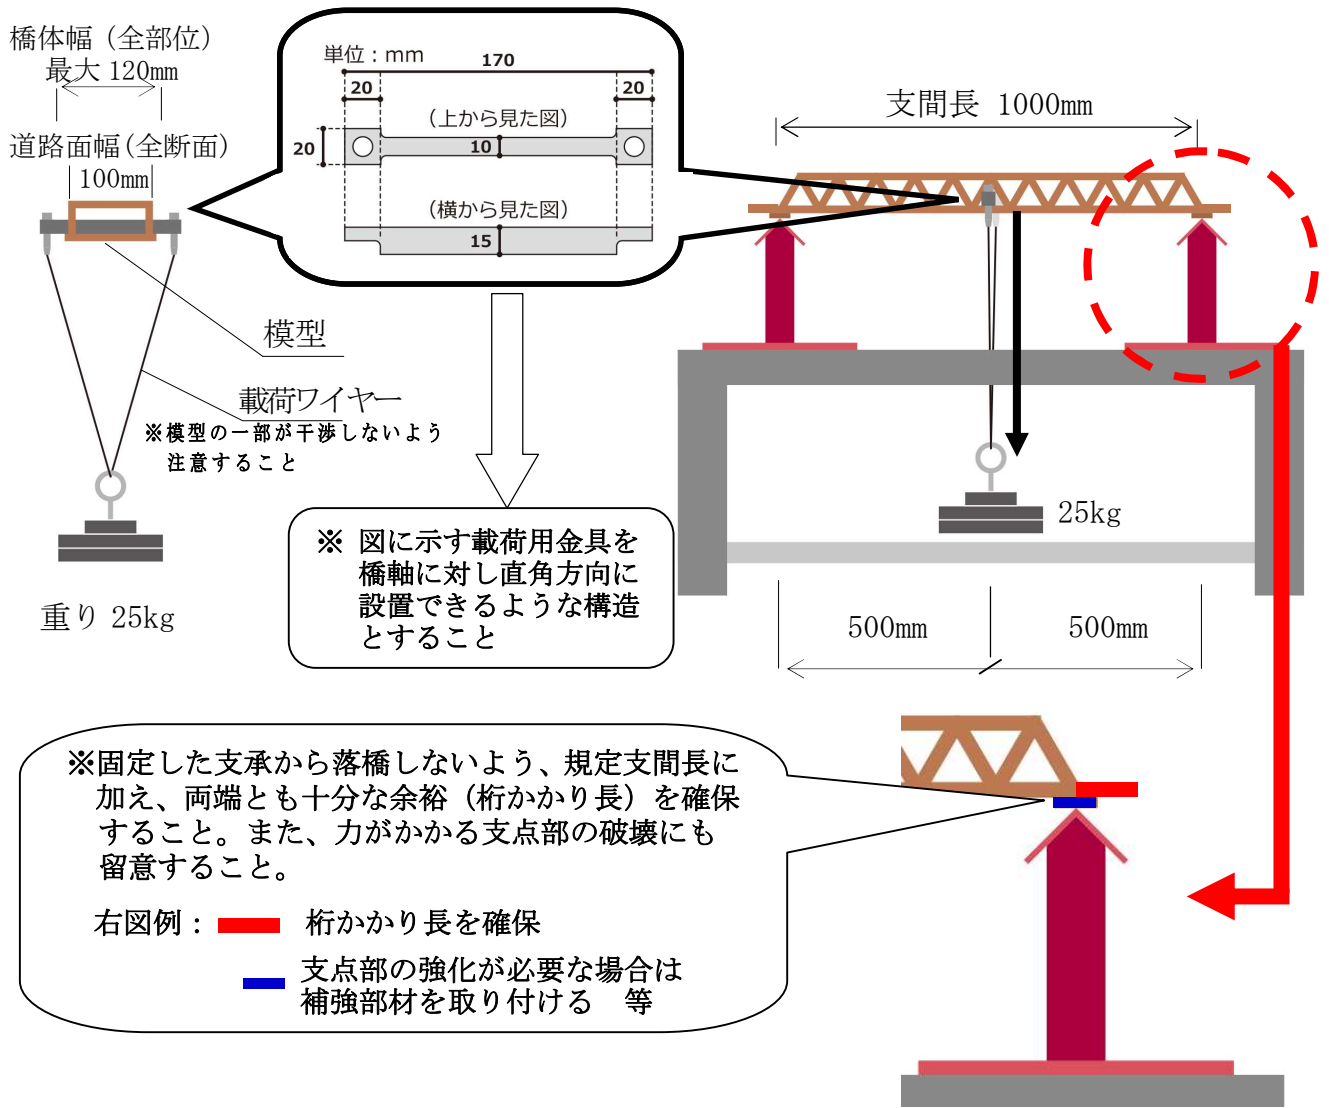 橋体幅（全部位）
最大 120mm
道路面幅(全断面)
100mm
単位：mm
170
20
20
（上から見た図）
20
10
（横から見た図）
15
支間長 1000mm
模型
載荷ワイヤー
※模型の一部が干渉しないよう
注意すること
重り 25kg
25kg
500mm
500mm
※ 図に示す載荷用金具を
橋軸に対し直角方向に
設置できるような構造
とすること
※固定した支承から落橋しないよう、規定支間長に
加え、両端とも十分な余裕（桁かかり長）を確保
すること。また、力がかかる支点部の破壊にも
留意すること。
右図例： 桁かかり長を確保
支点部の強化が必要な場合は
補強部材を取り付ける　等